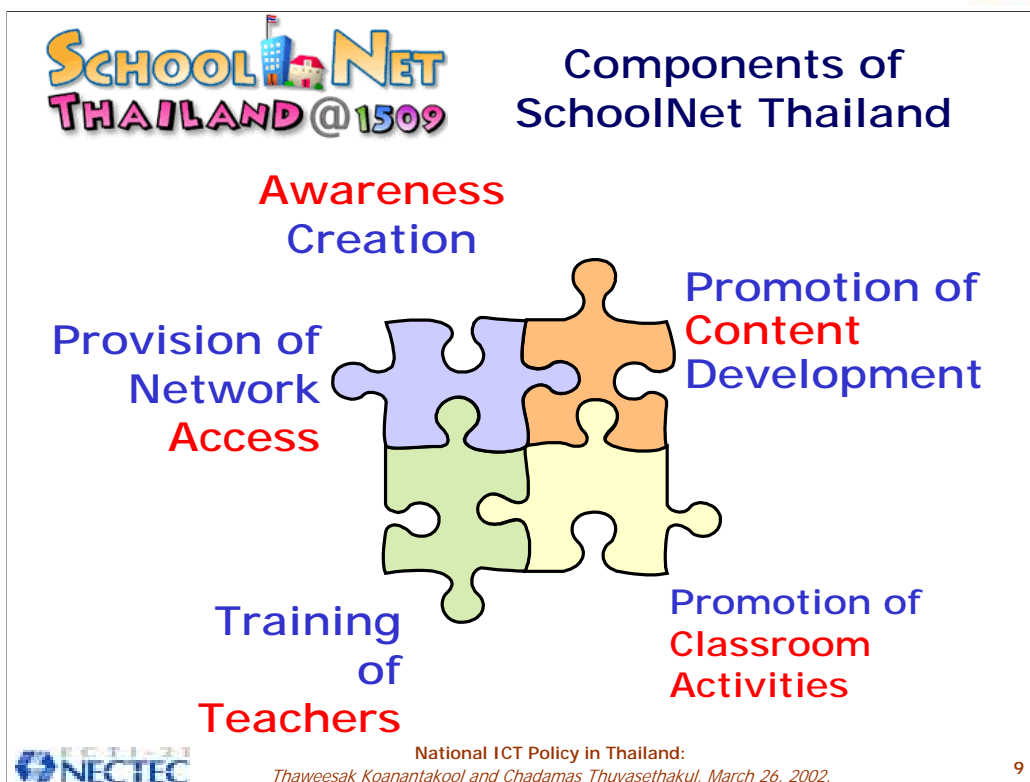 SCHOOL NET
THAILAND @ 1509
Components of
SchoolNet Thailand
Awareness
Creation
Provision of
Network
Access
Promotion of
Content
Development
Training
of
Teachers
Promotion of
Classroom
Activities
NECTEC
National ICT Policy in Thailand:
Thaweesak Koanantakool and Chadamas Thuvasethakul, March 26, 2002.
9